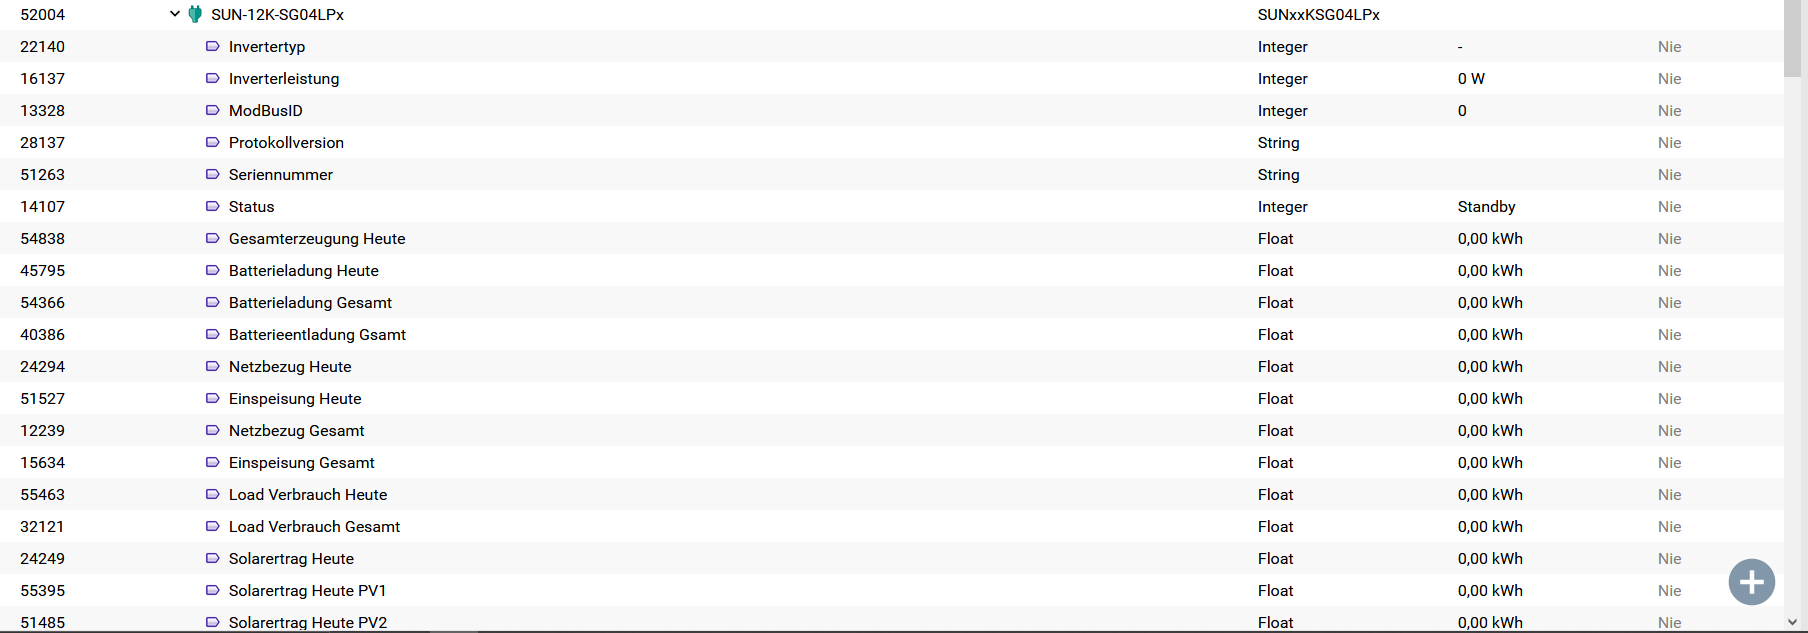 52004 SUN-12K-SG04LPx SUNxxKSG04LPx
22140 Invertertyp Integer - Nie
16137 Inverterleistung Integer 0 W Nie
13328 ModBusID Integer 0 Nie
28137 Protokollversion String Nie
51263 Seriennummer String Nie
14107 Status Integer Standby Nie
54838 Gesamterzeugung Heute Float 0,00 kWh Nie
45795 Batterieladung Heute Float 0,00 kWh Nie
54366 Batterieladung Gesamt Float 0,00 kWh Nie
40386 Batterieentladung Gsamt Float 0,00 kWh Nie
24294 Netzbezug Heute Float 0,00 kWh Nie
51527 Einspeisung Heute Float 0,00 kWh Nie
12239 Netzbezug Gesamt Float 0,00 kWh Nie
15634 Einspeisung Gesamt Float 0,00 kWh Nie
55463 Load Verbrauch Heute Float 0,00 kWh Nie
32121 Load Verbrauch Gesamt Float 0,00 kWh Nie
24249 Solarertrag Heute Float 0,00 kWh Nie
55395 Solarertrag Heute PV1 Float 0,00 kWh Nie
51485 Solarertrag Heute PV2 Float 0,00 kWh Nie